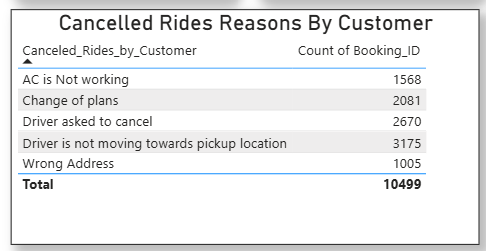 Cancelled Rides Reasons By Customer
Canceled_Rides_by_Customer Count of Booking_ID
AC is Not working 1568
Change of plans 2081
Driver asked to cancel 2670
Driver is not moving towards pickup location 3175
Wrong Address 1005
Total 10499